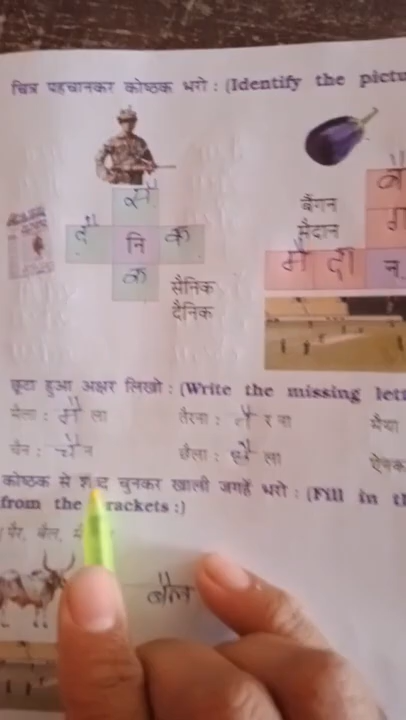 चित्र पहचानकर कोष्ठक भरो : (Identify the pictu
सै
दै नि क
क
सैनिक
दैनिक
बैंगन
मैदान
बैं
ग
मै दा न
छूटा हुआ अक्षर लिखो : (Write the missing lett
मैला : मै ला तैरना : तै र ना भैया
चैन : चै न थैला : थै ला ऐनक
कोष्ठक से शब्द चुनकर खाली जगहें भरो : (Fill in th
from the rackets :)
पैर, बैल,
बैल